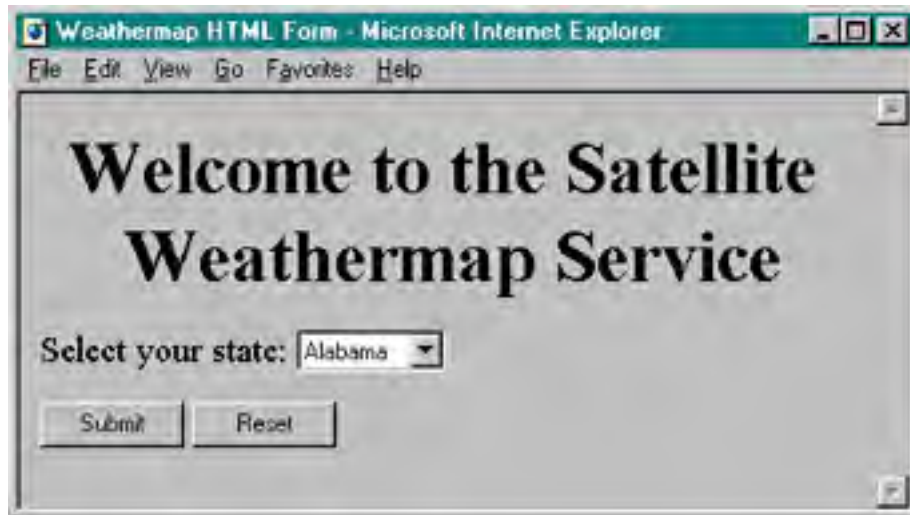 Weathermap HTML Form - Microsoft Internet Explorer
File Edit View Go Favorites Help
Welcome to the Satellite
Weathermap Service
Select your state: Alabama
Submit Reset